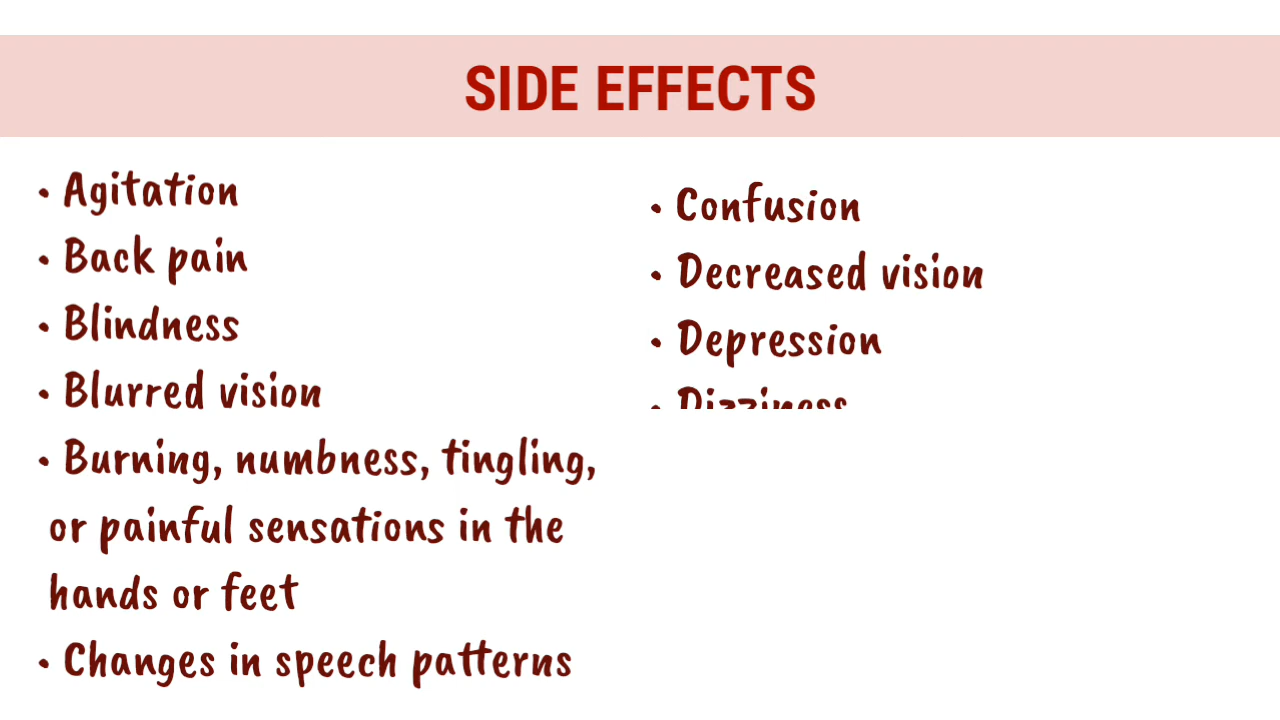 SIDE EFFECTS
• Agitation
• Back pain
• Blindness
• Blurred vision
• Burning, numbness, tingling,
or painful sensations in the
hands or feet
• Changes in speech patterns
• Confusion
• Decreased vision
• Depression
• Dizziness